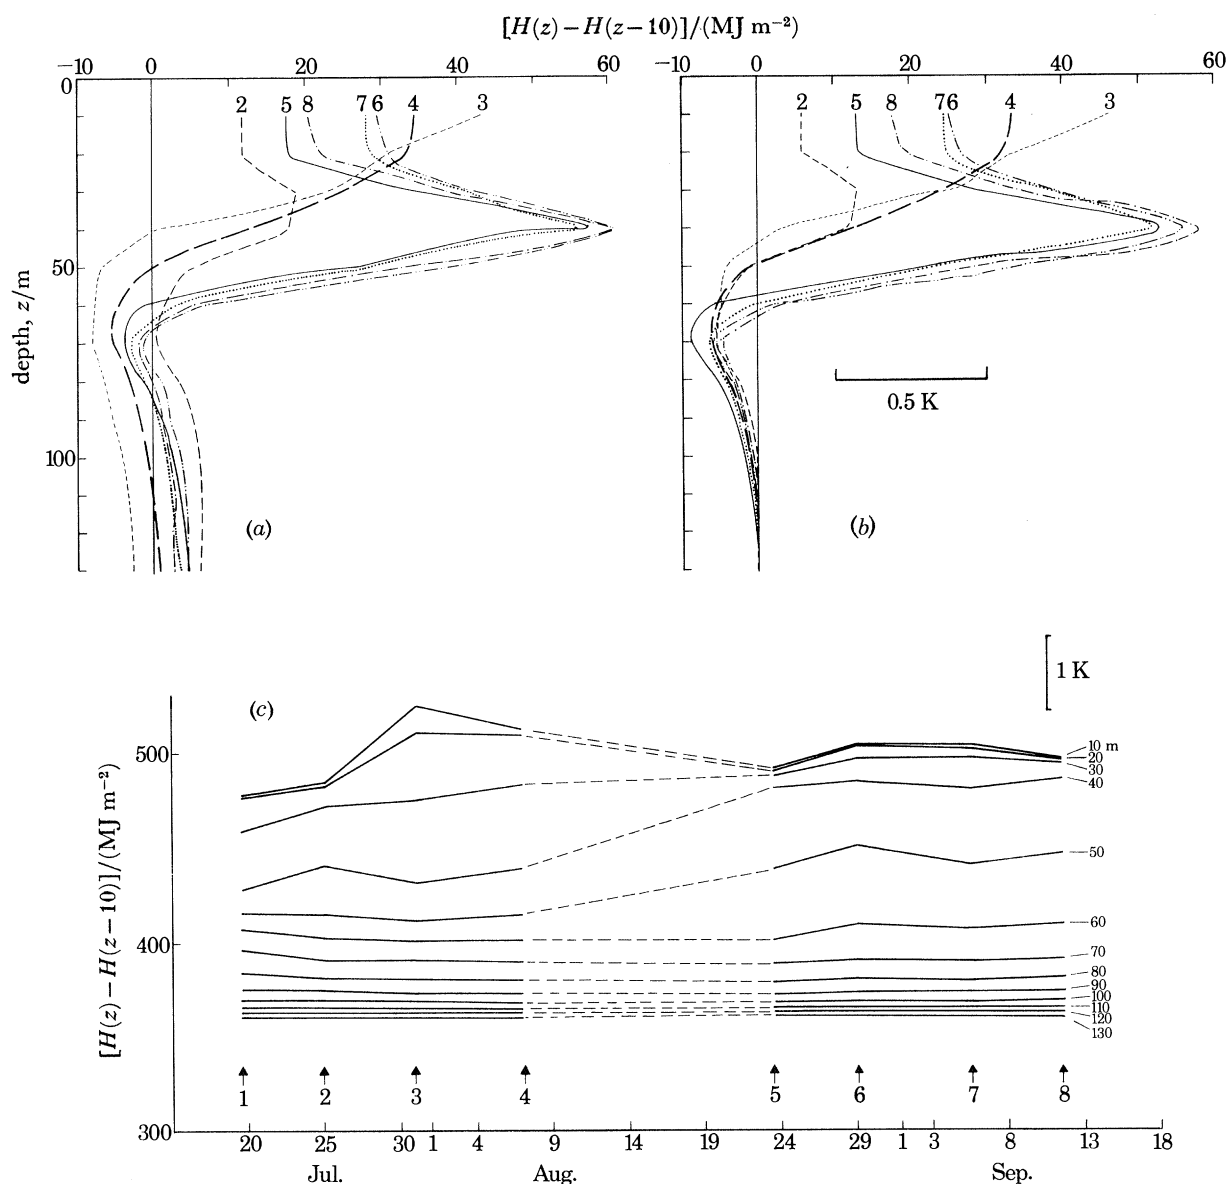 [H(z) − H(z−10)]/(MJ m⁻²)
−10 0 20 40 60 −10 0 20 40 60
0
2 5 8 7 6 4 3 2 5 8 7 6 4 3
50
depth, z/m
0.5 K
100
(a) (b)
1 K
(c)
500
10 m
20
30
40
50
60
70
80
90
100
110
120
130
[H(z) − H(z−10)]/(MJ m⁻²)
400
1 2 3 4 5 6 7 8
300
20 25 30 1 4 9 14 19 24 29 1 3 8 13 18
Jul. Aug. Sep.